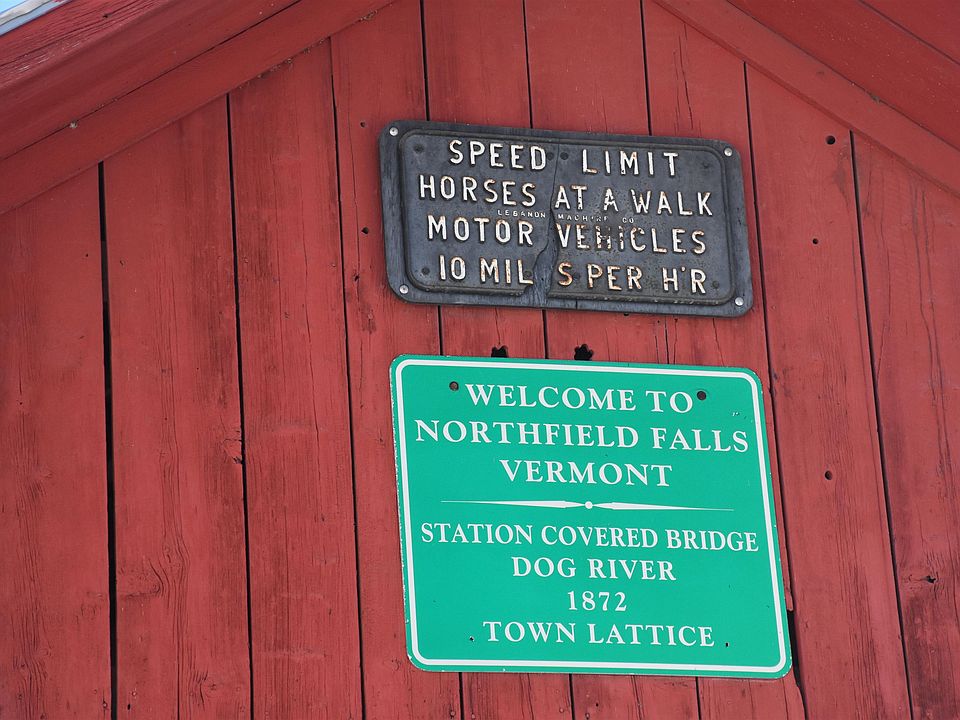 SPEED LIMIT
HORSES AT A WALK
LEBANON MACHINE CO
MOTOR VEHICLES
10 MIL S PER H'R
WELCOME TO
NORTHFIELD FALLS
VERMONT
STATION COVERED BRIDGE
DOG RIVER
1872
TOWN LATTICE